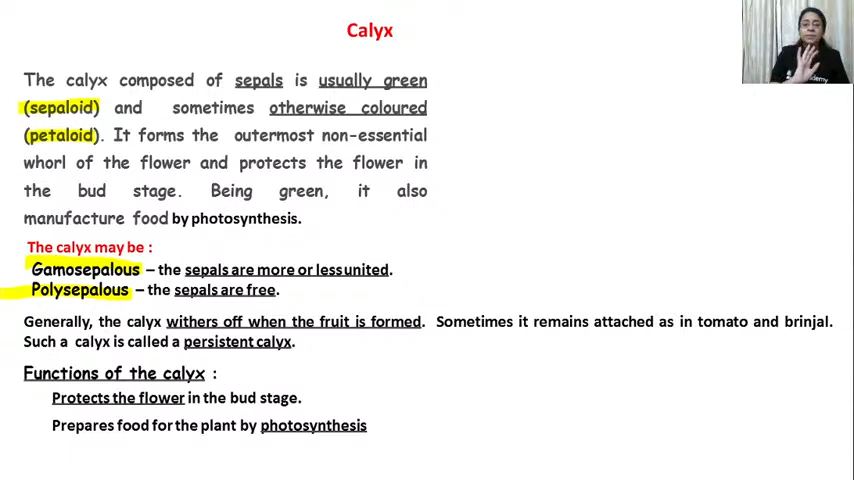 Calyx
The calyx composed of sepals is usually green
(sepaloid) and sometimes otherwise coloured
(petaloid). It forms the outermost non-essential
whorl of the flower and protects the flower in
the bud stage. Being green, it also
manufacture food by photosynthesis.
The calyx may be :
Gamosepalous – the sepals are more or less united.
Polysepalous – the sepals are free.
Generally, the calyx withers off when the fruit is formed. Sometimes it remains attached as in tomato and brinjal.
Such a calyx is called a persistent calyx.
Functions of the calyx :
Protects the flower in the bud stage.
Prepares food for the plant by photosynthesis